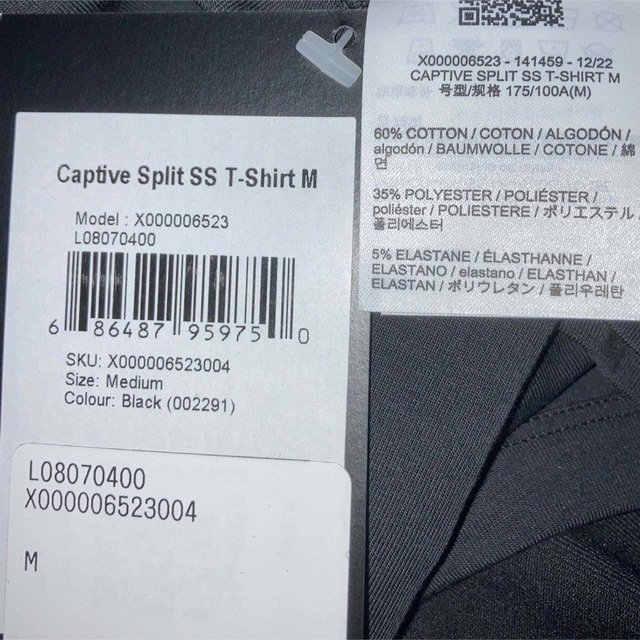 Captive Split SS T-Shirt M
Model : X000006523
L08070400
6 86487 95975 0
SKU: X000006523004
Size: Medium
Colour: Black (002291)
L08070400
X000006523004
M
X000006523 - 141459 - 12/22
CAPTIVE SPLIT SS T-SHIRT M
号型/规格 175/100A(M)
60% COTTON / COTON / ALGODÓN /
algodón / BAUMWOLLE / COTONE / 綿
면
35% POLYESTER / POLIÉSTER /
poliéster / POLIESTERE / ポリエステル
폴리에스터
5% ELASTANE / ÉLASTHANNE /
ELASTANO / elastano / ELASTHAN /
ELASTAN / ポリウレタン / 폴리우레탄